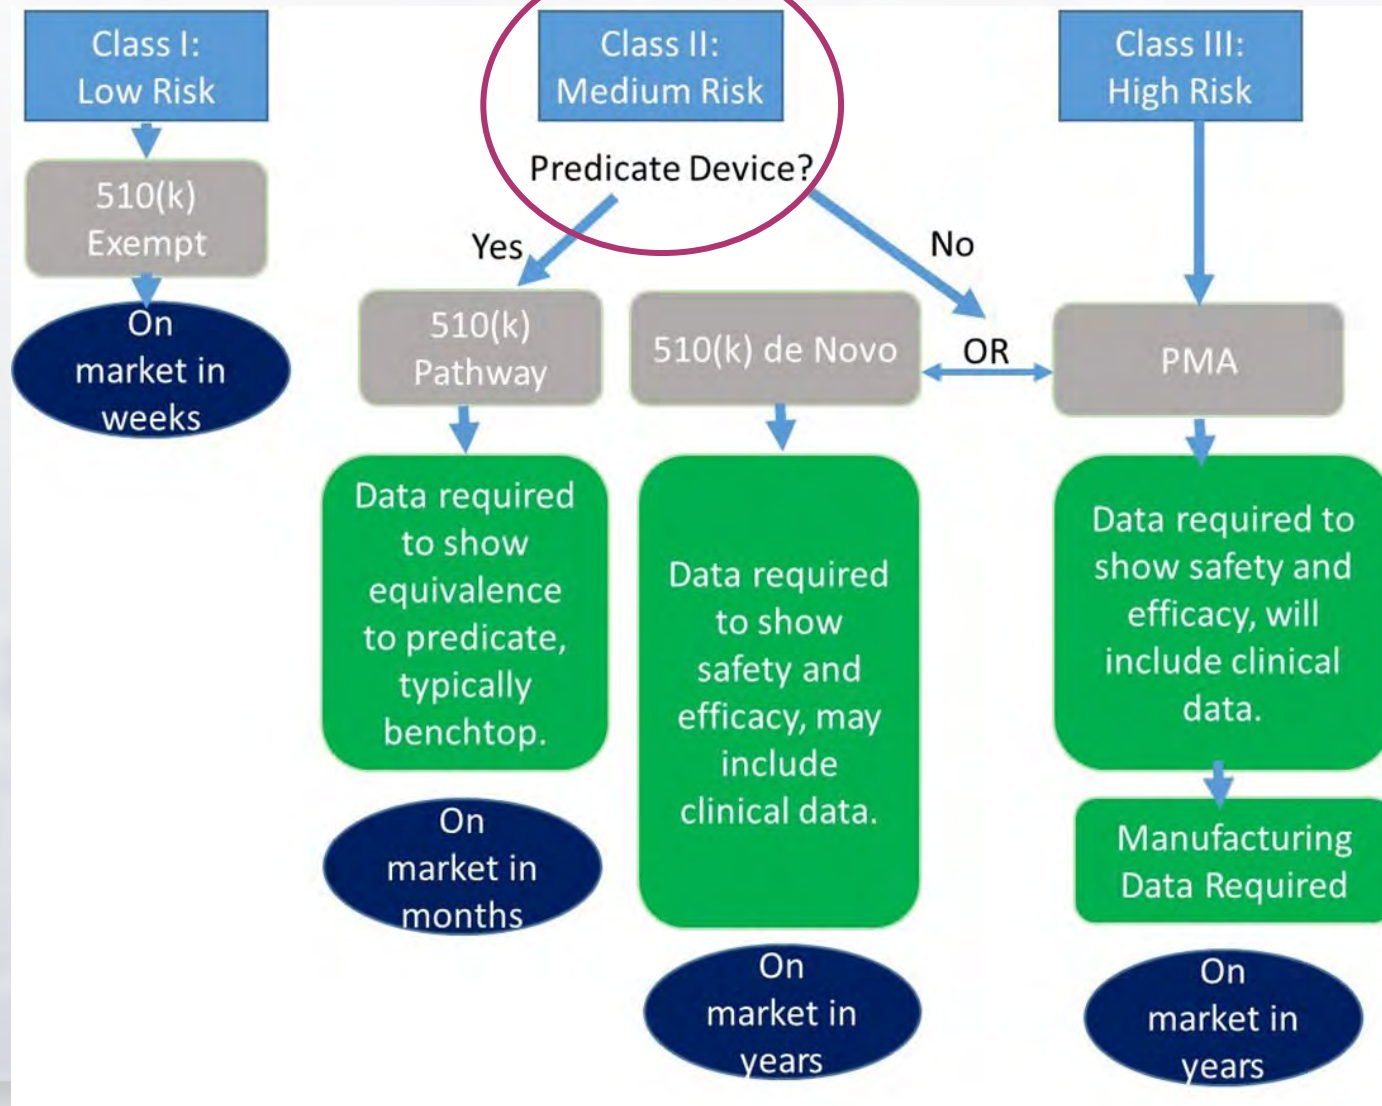 Class I:
Low Risk
510(k)
Exempt
On
market in
weeks
Class II:
Medium Risk
Predicate Device?
Yes
No
510(k)
Pathway
Data required
to show
equivalence
to predicate,
typically
benchtop.
On
market in
months
510(k) de Novo
OR
Data required
to show
safety and
efficacy, may
include
clinical data.
On
market in
years
Class III:
High Risk
PMA
Data required to
show safety and
efficacy, will
include clinical
data.
Manufacturing
Data Required
On
market in
years